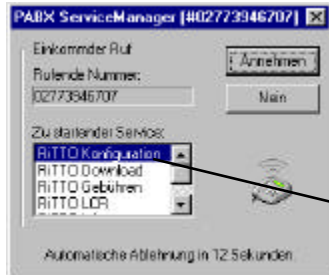 PABX ServiceManager [#02773946707]
Einkommder Ruf
Rufende Nummer:
02773946707
Annehmen
Nein
Zu startender Service:
RiTTO Konfiguration
RiTTO Download
RiTTO Gebühren
RiTTO LCR
Automatische Ablehnung in 12 Sekunden.